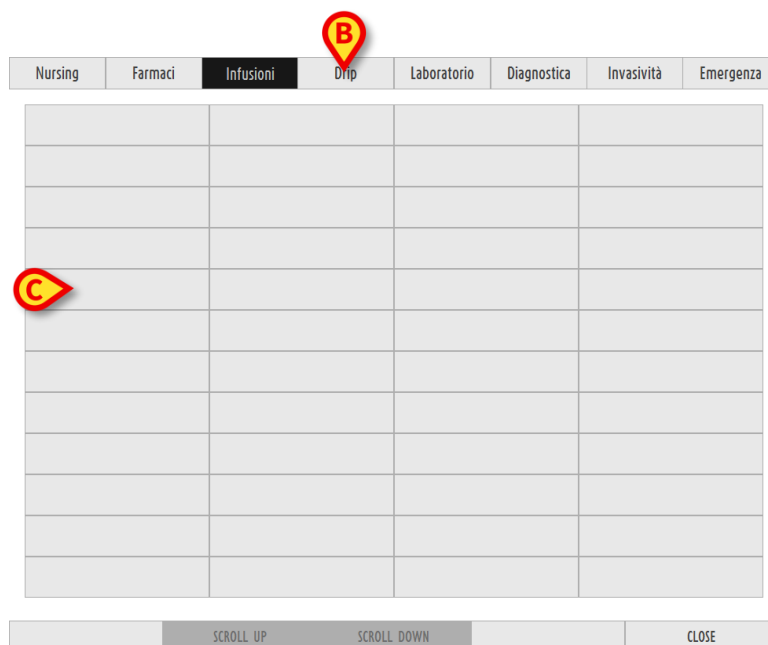 B
Nursing Farmaci Infusioni Drip Laboratorio Diagnostica Invasività Emergenza
C
SCROLL UP SCROLL DOWN CLOSE